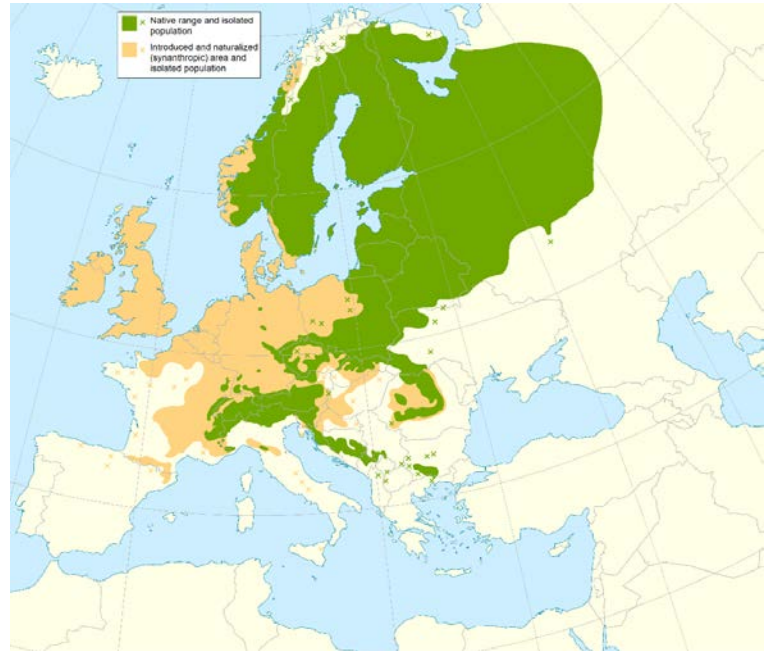 Native range and isolated
population
Introduced and naturalized
(synanthropic) area and
isolated population